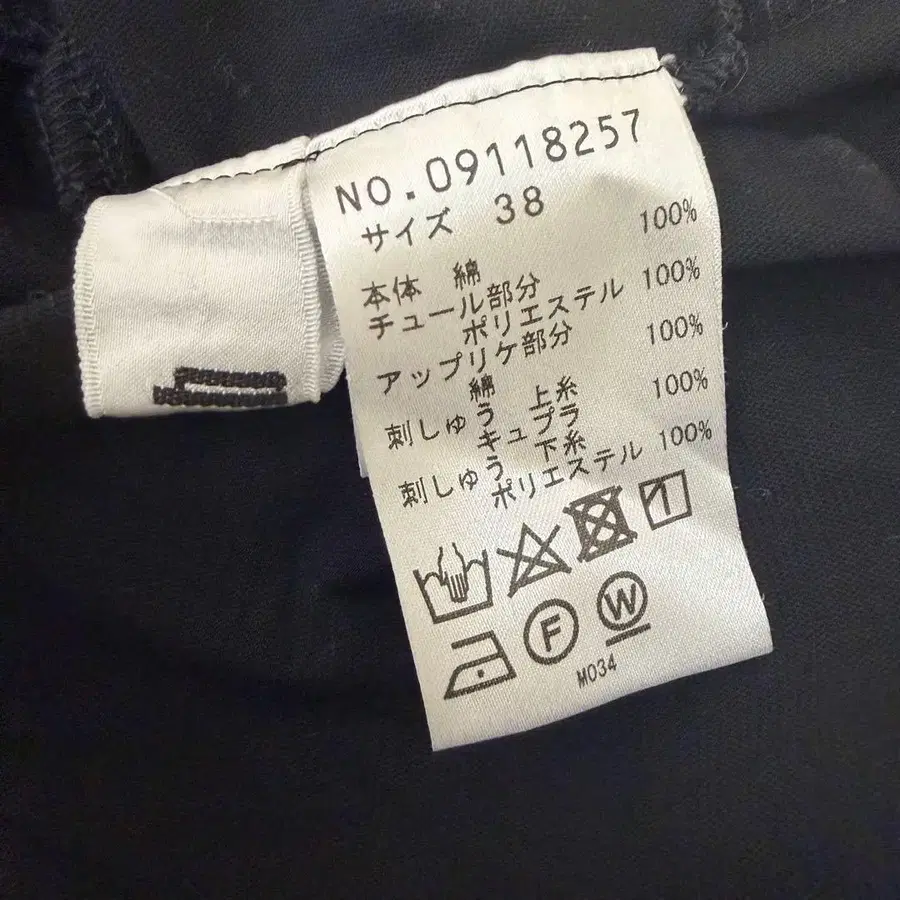 NO.09118257
サイズ 38
本体 綿 100%
チュール部分
ポリエステル 100%
アップリケ部分
綿 100%
刺しゅう 上糸
キュプラ 100%
刺しゅう 下糸
ポリエステル 100%
F W
M034